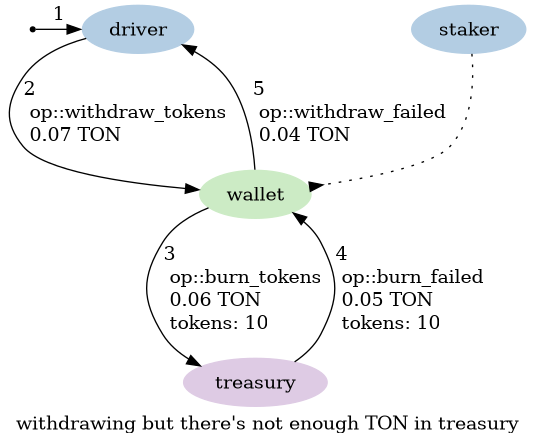 1
driver
staker
2
op::withdraw_tokens
0.07 TON
5
op::withdraw_failed
0.04 TON
wallet
3
op::burn_tokens
0.06 TON
tokens: 10
4
op::burn_failed
0.05 TON
tokens: 10
treasury
withdrawing but there's not enough TON in treasury